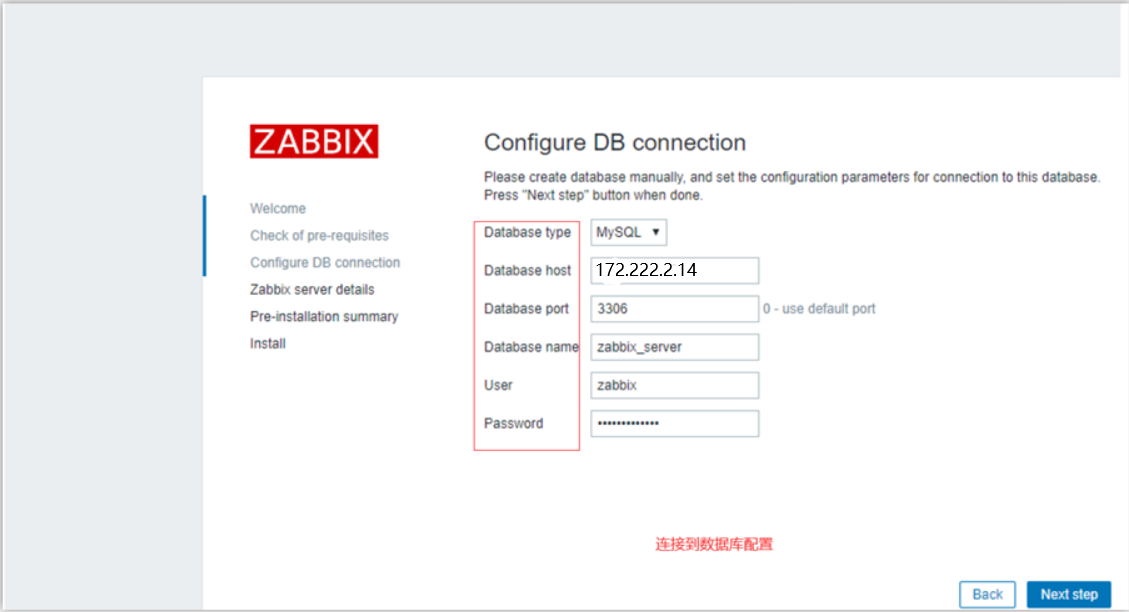 ZABBIX
Welcome
Check of pre-requisites
Configure DB connection
Zabbix server details
Pre-installation summary
Install
Configure DB connection
Please create database manually, and set the configuration parameters for connection to this database.
Press "Next step" button when done.
Database type MySQL ▼
Database host 172.222.2.14
Database port 3306 0 - use default port
Database name zabbix_server
User zabbix
Password •••••••••••••
连接到数据库配置
Back Next step